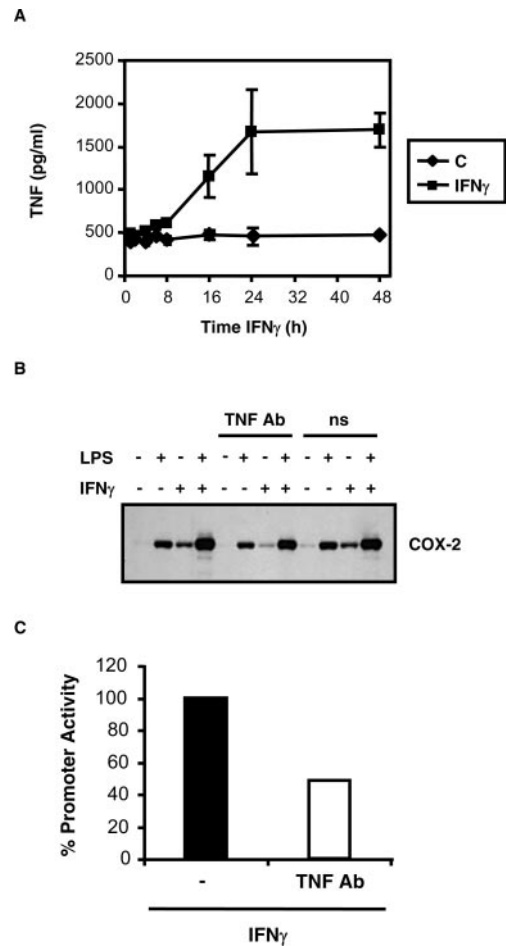 A
2500
2000
1500
1000
500
0
TNF (pg/ml)
0 8 16 24 32 40 48
Time IFNγ (h)
C
IFNγ
B
TNF Ab ns
LPS - + - + - + - + - + - +
IFNγ - - + + - - + + - - + +
COX-2
C
120
100
80
60
40
20
0
% Promoter Activity
- TNF Ab
IFNγ